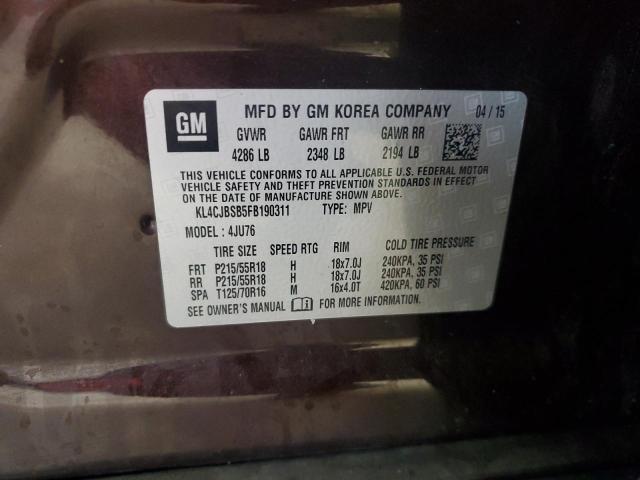 GM
MFD BY GM KOREA COMPANY 04 / 15
GVWR GAWR FRT GAWR RR
4286 LB 2348 LB 2194 LB
THIS VEHICLE CONFORMS TO ALL APPLICABLE U.S. FEDERAL MOTOR
VEHICLE SAFETY AND THEFT PREVENTION STANDARDS IN EFFECT
ON THE DATE OF MANUFACTURE SHOWN ABOVE.
KL4CJBSB5FB190311 TYPE: MPV
MODEL: 4JU76
TIRE SIZE SPEED RTG RIM COLD TIRE PRESSURE
FRT P215/55R18 H 18x7.0J 240KPA, 35 PSI
RR P215/55R18 H 18x7.0J 240KPA, 35 PSI
SPA T125/70R16 M 16x4.0T 420KPA, 60 PSI
SEE OWNER'S MANUAL FOR MORE INFORMATION.